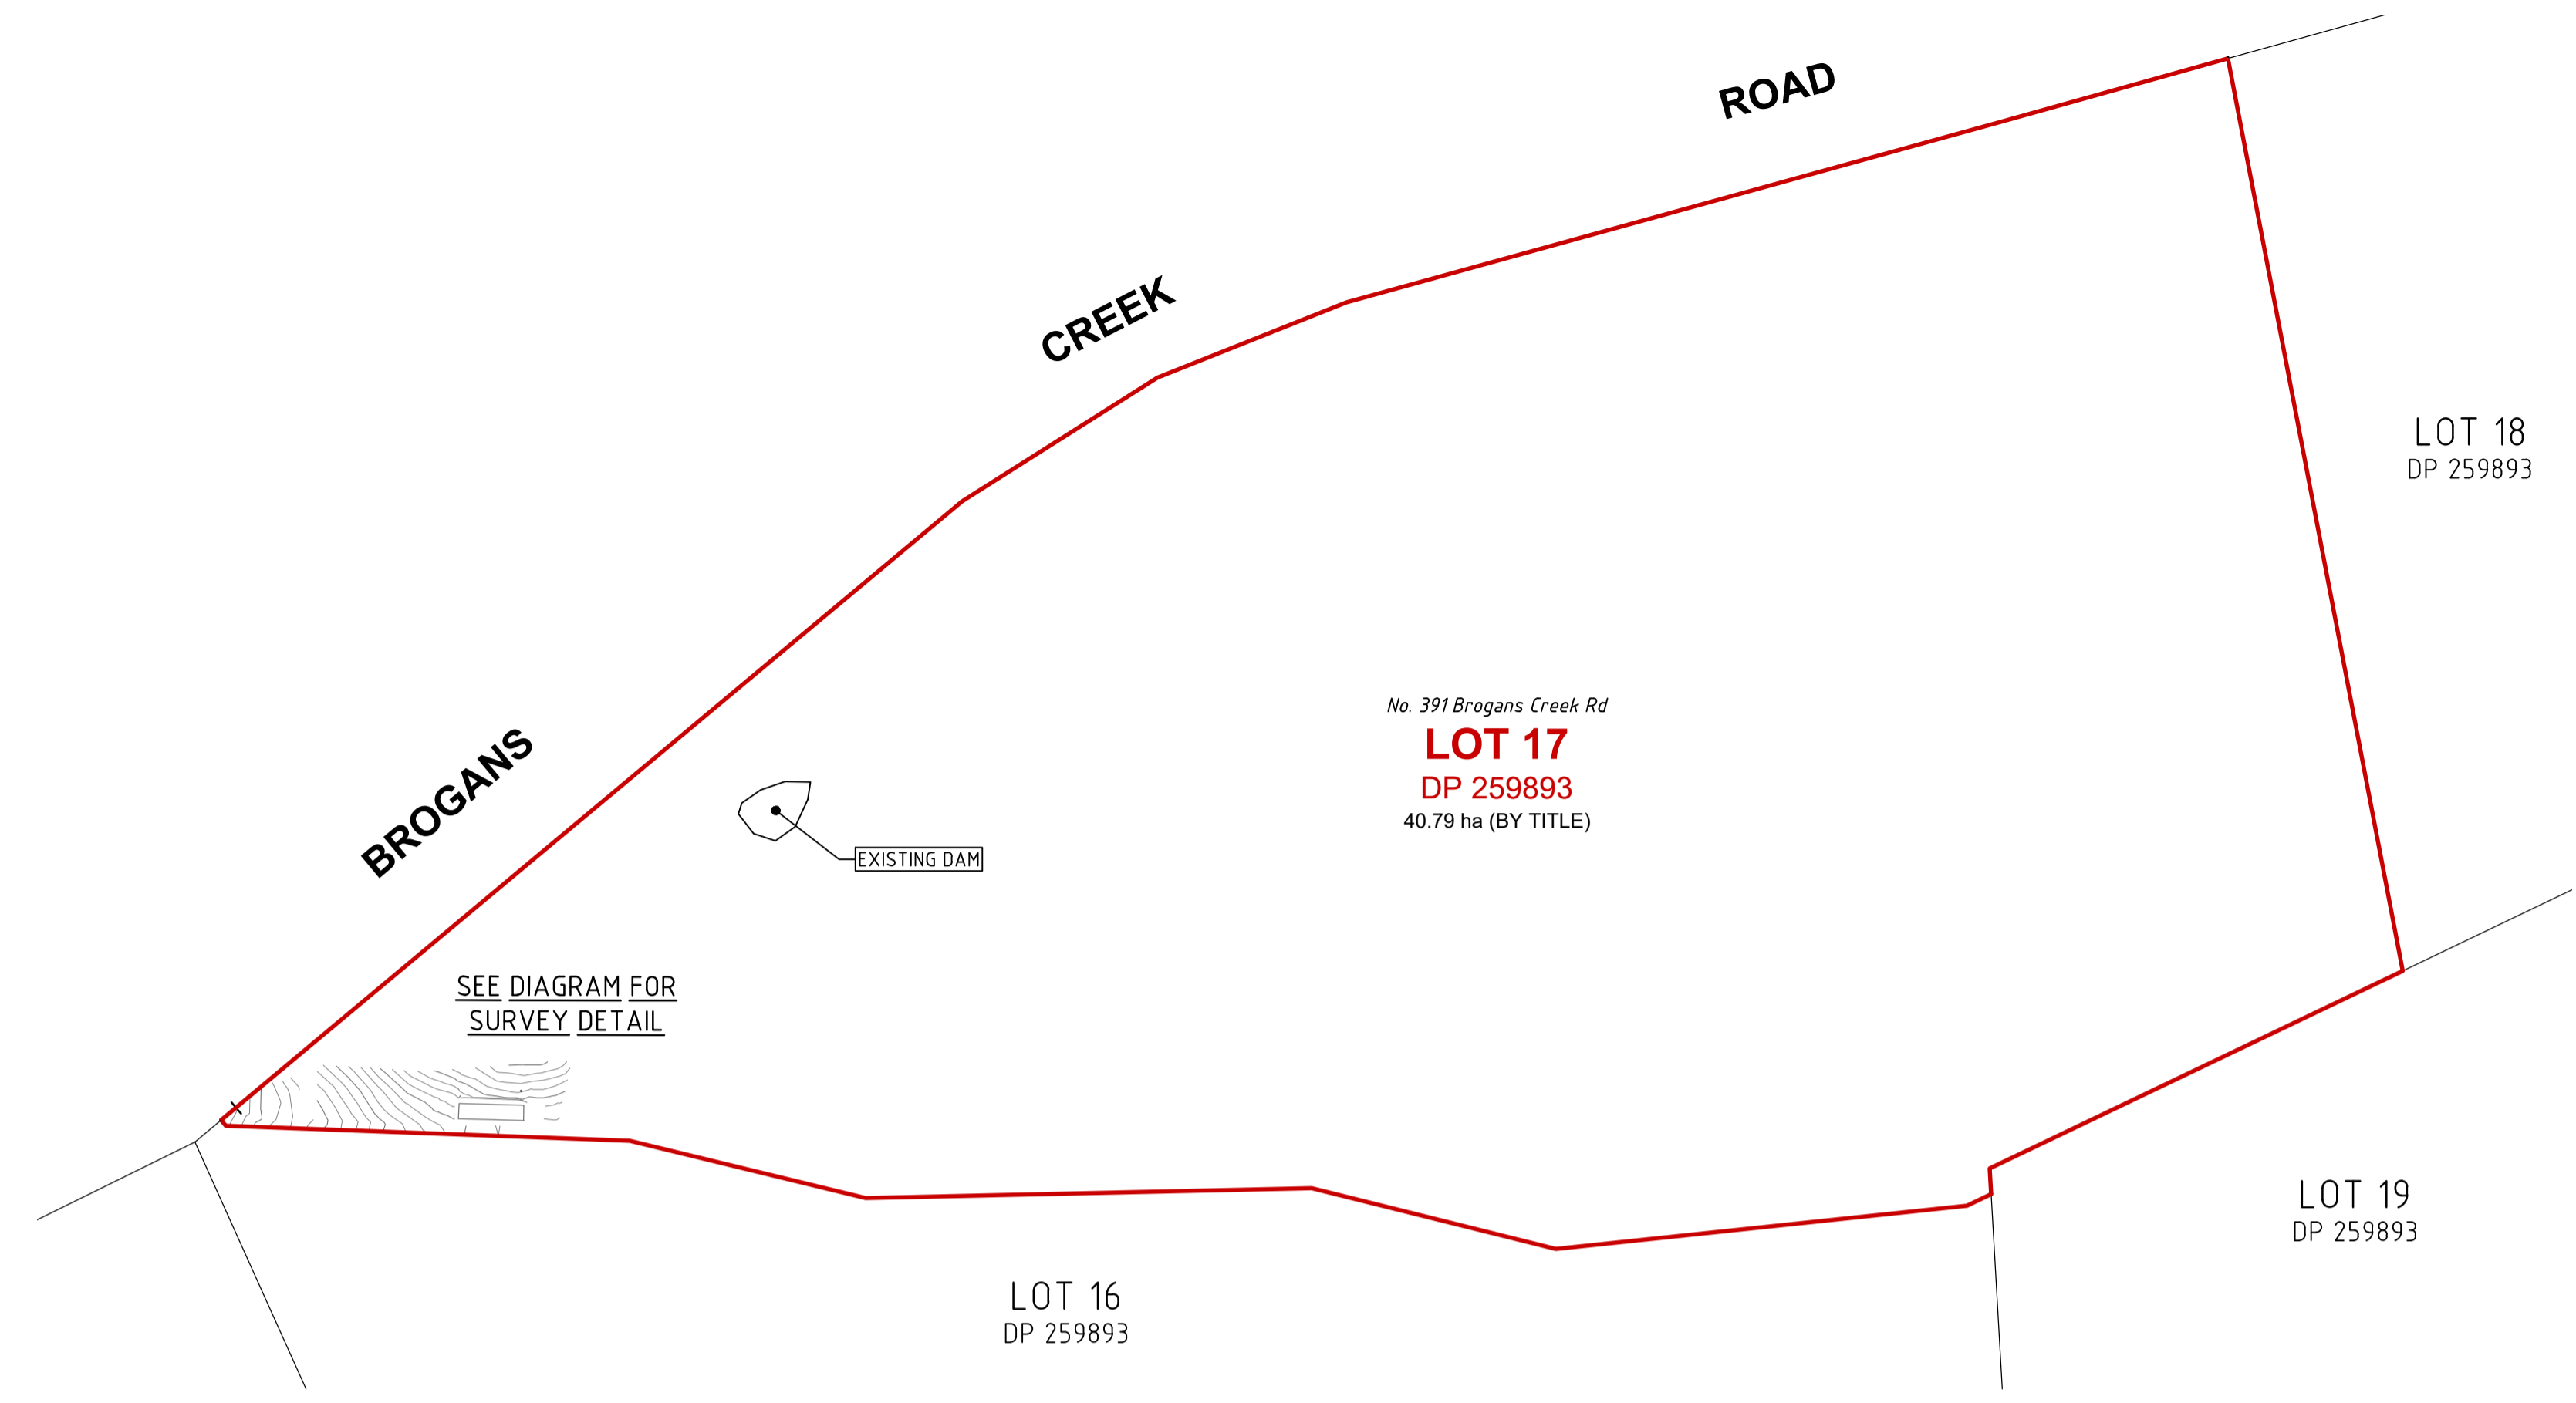 BROGANS CREEK ROAD
LOT 18
DP 259893
No. 391 Brogans Creek Rd
LOT 17
DP 259893
40.79 ha (BY TITLE)
EXISTING DAM
SEE DIAGRAM FOR
SURVEY DETAIL
LOT 19
DP 259893
LOT 16
DP 259893